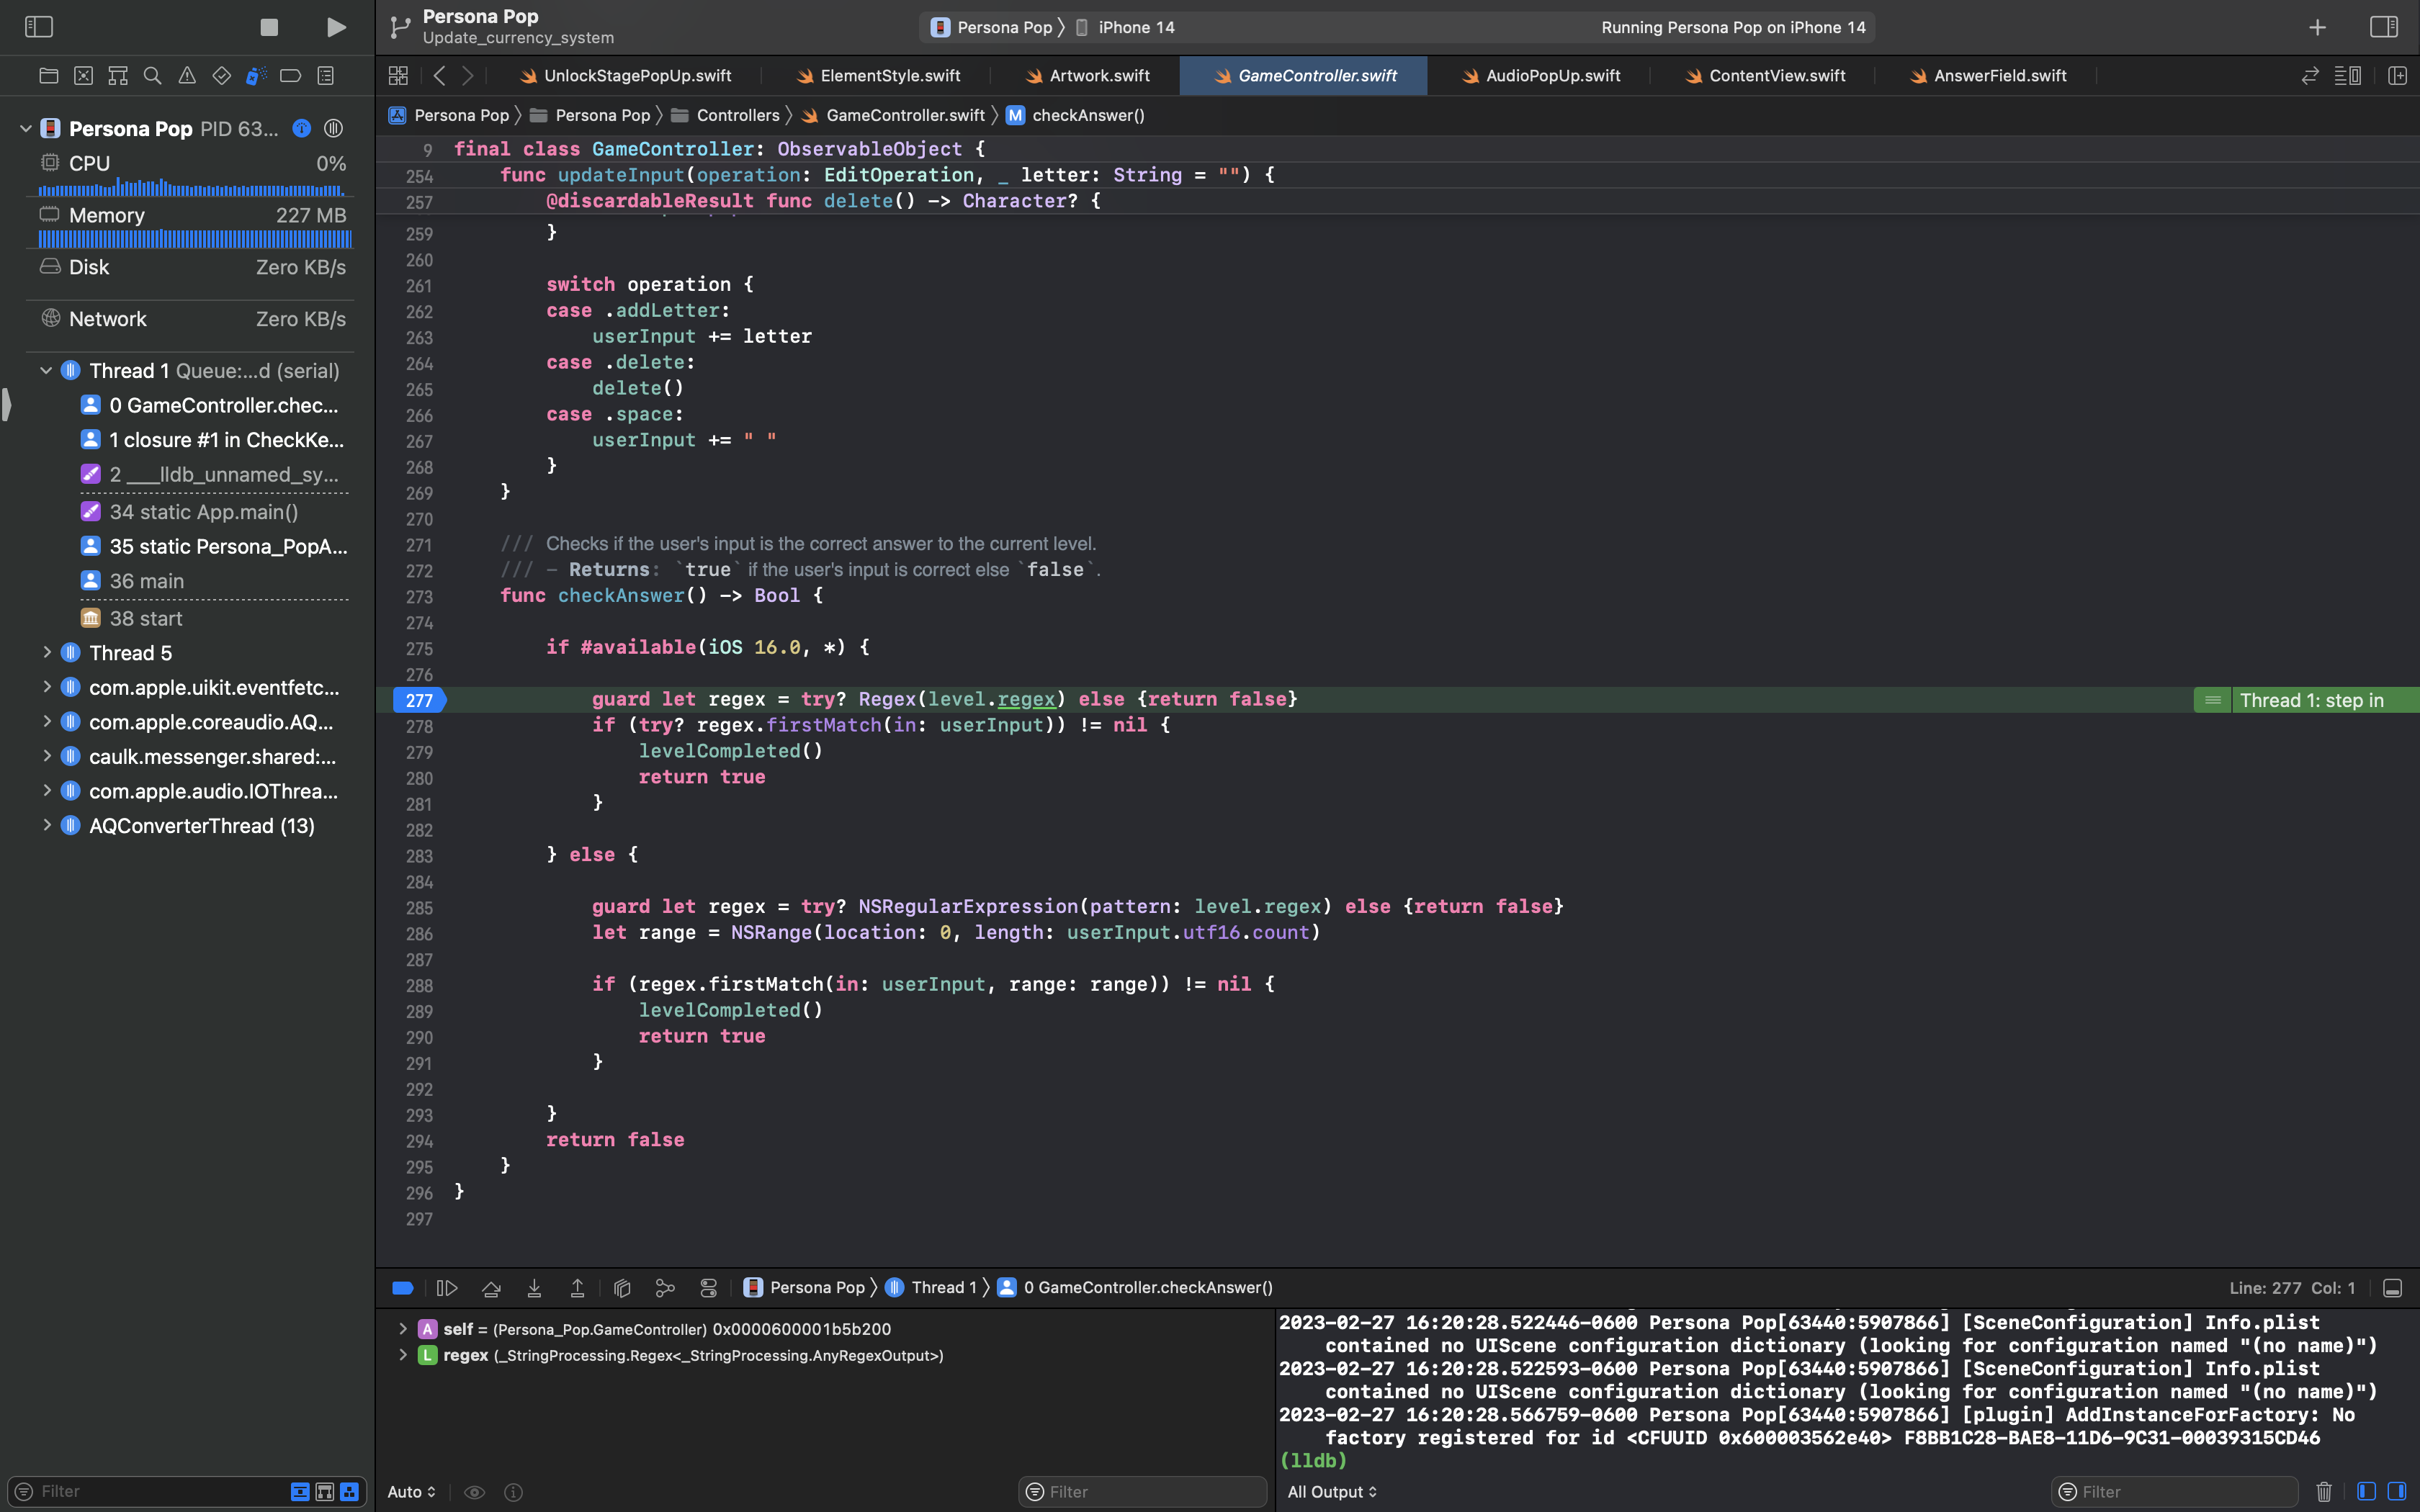 Persona Pop
Update_currency_system
Persona Pop 〉 iPhone 14
Running Persona Pop on iPhone 14
UnlockStagePopUp.swift
ElementStyle.swift
Artwork.swift
GameController.swift
AudioPopUp.swift
ContentView.swift
AnswerField.swift
Persona Pop 〉 Persona Pop 〉 Controllers 〉 GameController.swift 〉 M checkAnswer()
Persona Pop PID 63...
CPU 0%
Memory 227 MB
Disk Zero KB/s
Network Zero KB/s
Thread 1 Queue:...d (serial)
0 GameController.chec...
1 closure #1 in CheckKe...
2 ___lldb_unnamed_sy...
34 static App.main()
35 static Persona_PopA...
36 main
38 start
Thread 5
com.apple.uikit.eventfetc...
com.apple.coreaudio.AQ...
caulk.messenger.shared:...
com.apple.audio.IOThrea...
AQConverterThread (13)
Filter
9 final class GameController: ObservableObject {
254 func updateInput(operation: EditOperation, _ letter: String = "") {
257 @discardableResult func delete() -> Character? {
259 }
260
261 switch operation {
262 case .addLetter:
263 userInput += letter
264 case .delete:
265 delete()
266 case .space:
267 userInput += " "
268 }
269 }
270
271 /// Checks if the user's input is the correct answer to the current level.
272 /// - Returns: `true` if the user's input is correct else `false`.
273 func checkAnswer() -> Bool {
274
275 if #available(iOS 16.0, *) {
276
277 guard let regex = try? Regex(level.regex) else {return false}
Thread 1: step in
278 if (try? regex.firstMatch(in: userInput)) != nil {
279 levelCompleted()
280 return true
281 }
282
283 } else {
284
285 guard let regex = try? NSRegularExpression(pattern: level.regex) else {return false}
286 let range = NSRange(location: 0, length: userInput.utf16.count)
287
288 if (regex.firstMatch(in: userInput, range: range)) != nil {
289 levelCompleted()
290 return true
291 }
292
293 }
294 return false
295 }
296 }
297
Persona Pop 〉 Thread 1 〉 0 GameController.checkAnswer()
Line: 277 Col: 1
A self = (Persona_Pop.GameController) 0x0000600001b5b200
L regex (_StringProcessing.Regex<_StringProcessing.AnyRegexOutput>)
Auto
Filter
2023-02-27 16:20:28.522446-0600 Persona Pop[63440:5907866] [SceneConfiguration] Info.plist
contained no UIScene configuration dictionary (looking for configuration named "(no name)")
2023-02-27 16:20:28.522593-0600 Persona Pop[63440:5907866] [SceneConfiguration] Info.plist
contained no UIScene configuration dictionary (looking for configuration named "(no name)")
2023-02-27 16:20:28.566759-0600 Persona Pop[63440:5907866] [plugin] AddInstanceForFactory: No
factory registered for id <CFUUID 0x600003562e40> F8BB1C28-BAE8-11D6-9C31-00039315CD46
(lldb)
All Output
Filter